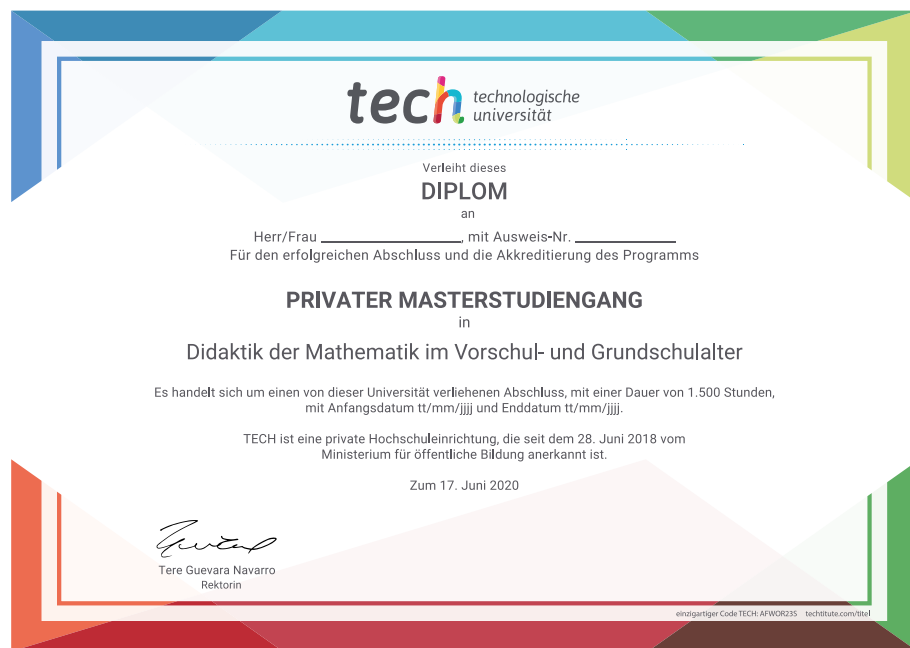 tech technologische
universität
Verleiht dieses
DIPLOM
an
Herr/Frau ____________________, mit Ausweis-Nr. ______________
Für den erfolgreichen Abschluss und die Akkreditierung des Programms
PRIVATER MASTERSTUDIENGANG
in
Didaktik der Mathematik im Vorschul- und Grundschulalter
Es handelt sich um einen von dieser Universität verliehenen Abschluss, mit einer Dauer von 1.500 Stunden,
mit Anfangsdatum tt/mm/jjjj und Enddatum tt/mm/jjjj.
TECH ist eine private Hochschuleinrichtung, die seit dem 28. Juni 2018 vom
Ministerium für öffentliche Bildung anerkannt ist.
Zum 17. Juni 2020
Tere Guevara Navarro
Rektorin
einzigartiger Code TECH: AFWOR23S techtitute.com/titel